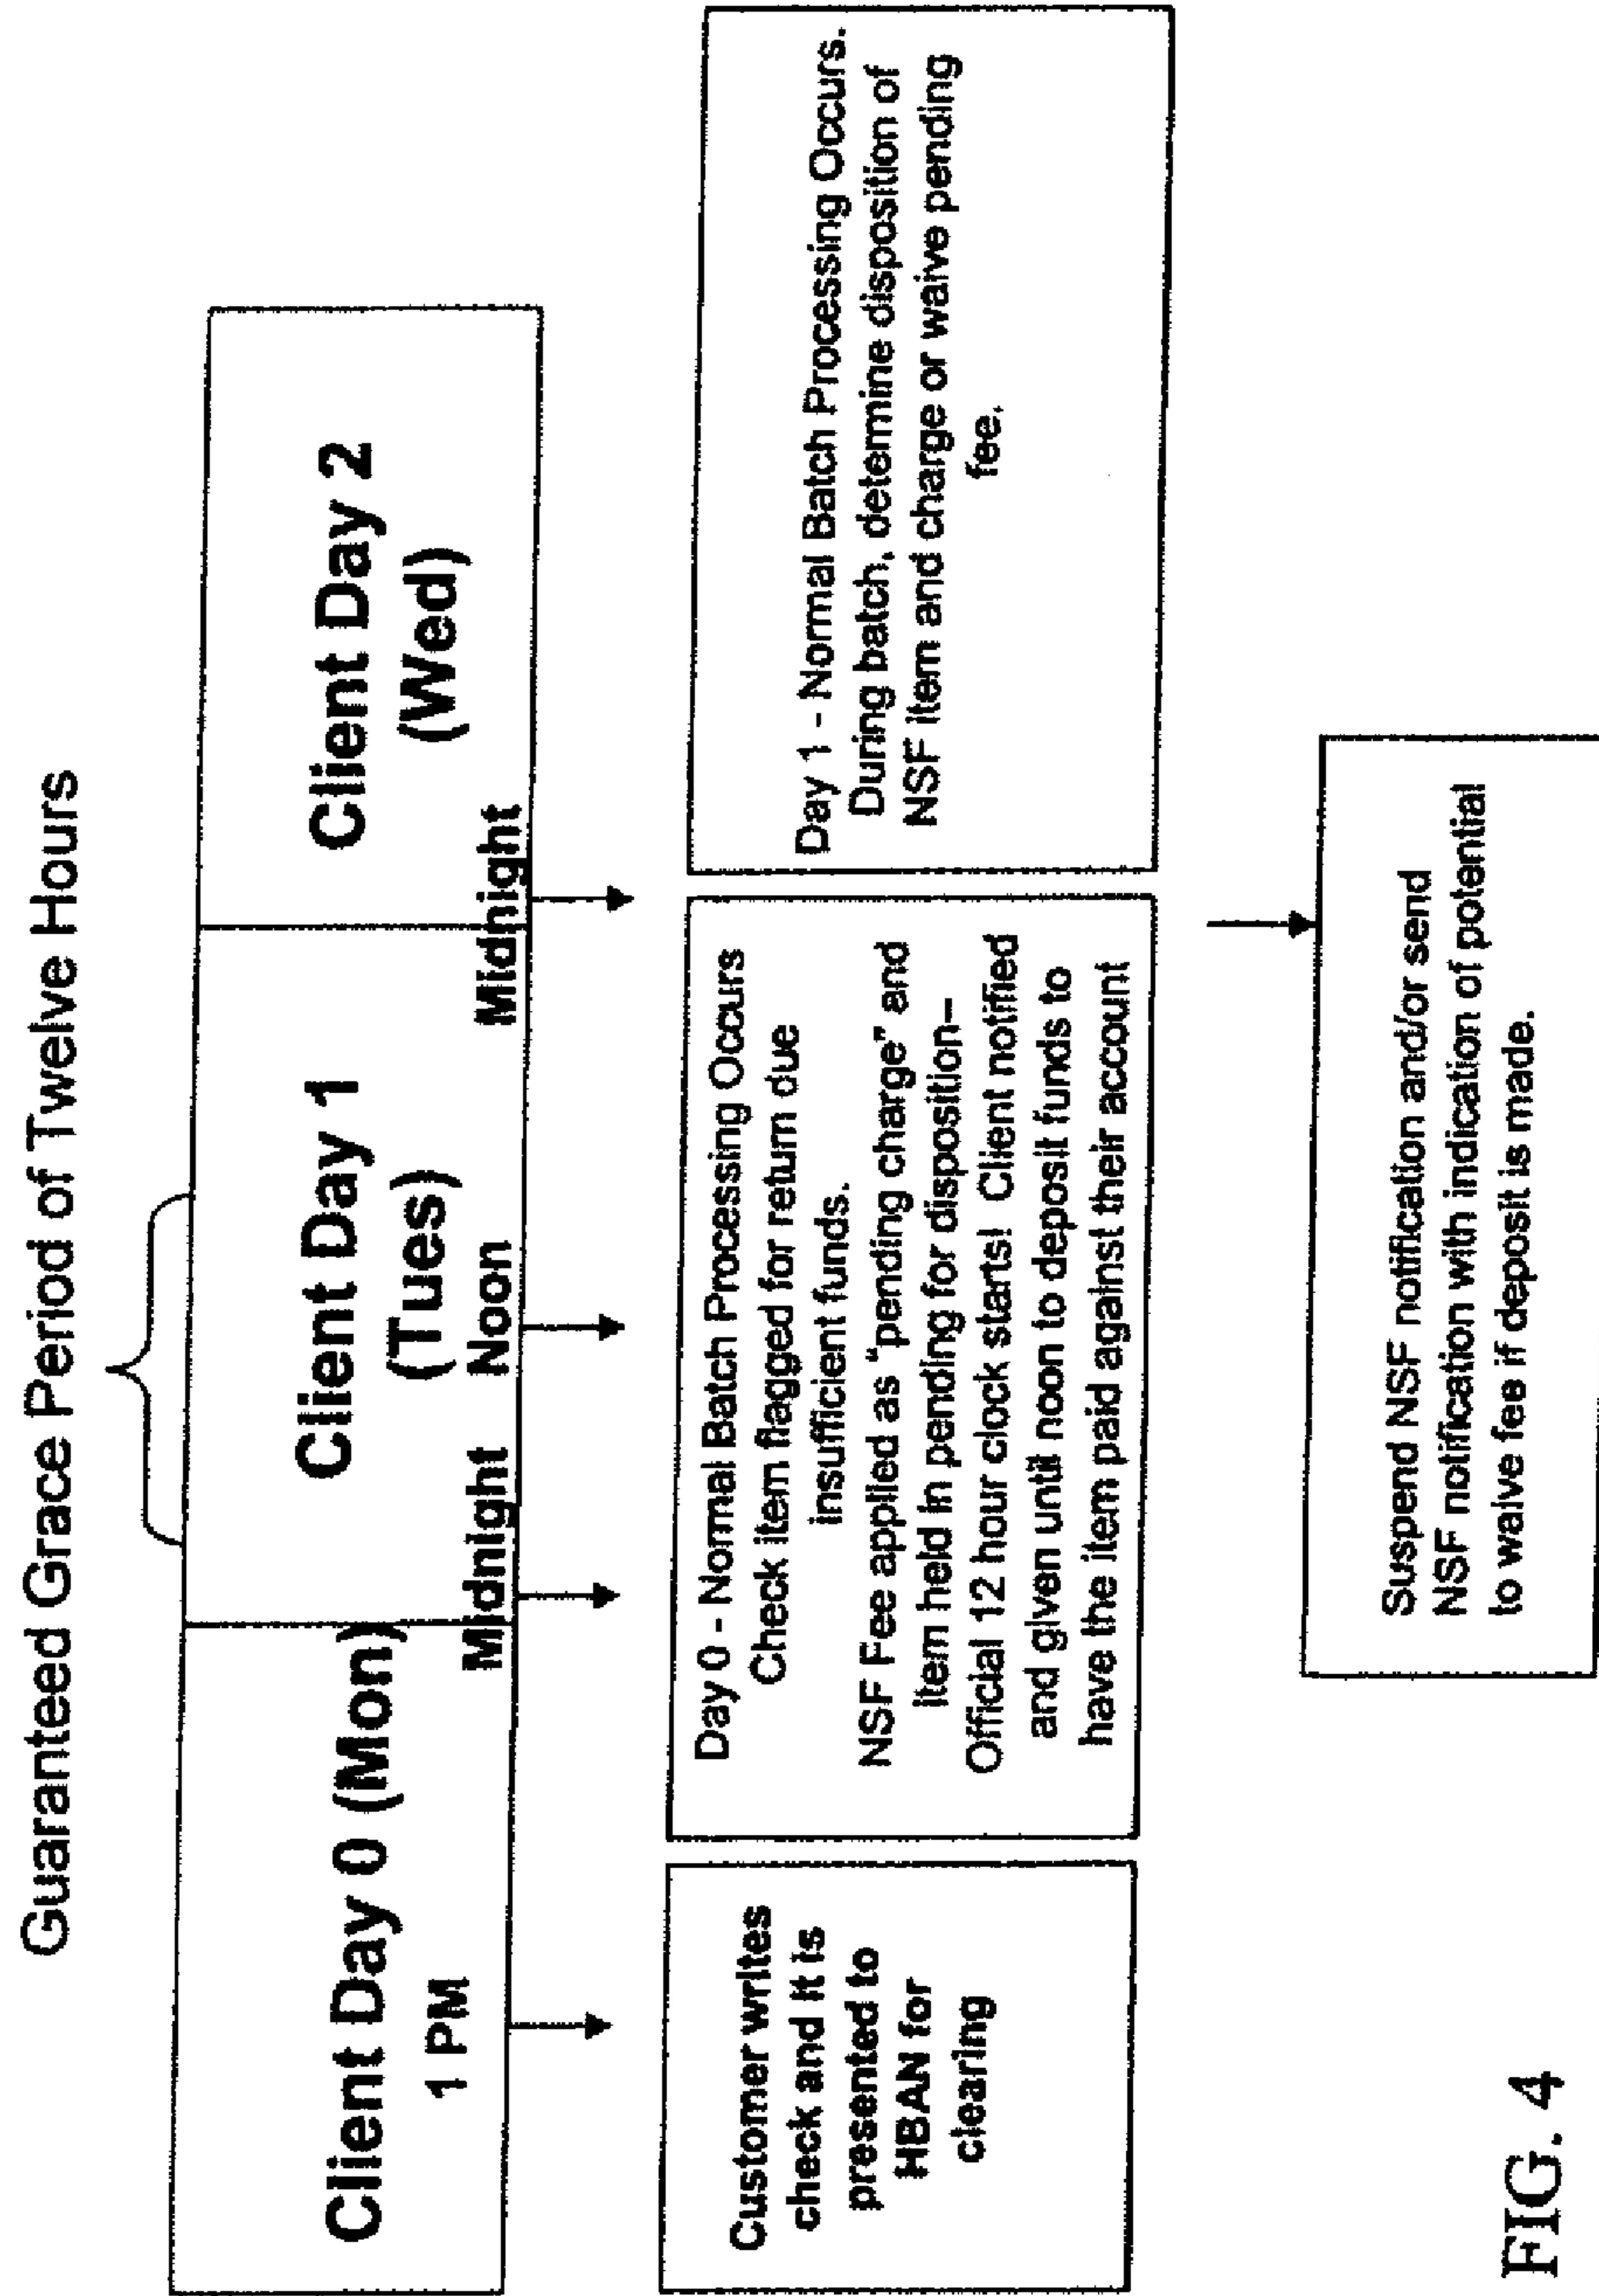 Guaranteed Grace Period of Twelve Hours
Client Day 0 (Mon)
1 PM
Client Day 1
(Tues)
Midnight
Noon
Midnight
Client Day 2
(Wed)
Customer writes
check and it is
presented to
HBAN for
clearing
Day 0 - Normal Batch Processing Occurs
Check item flagged for return due
insufficient funds.
NSF Fee applied as “pending charge” and
item held in pending for disposition–
Official 12 hour clock starts! Client notified
and given until noon to deposit funds to
have the item paid against their account
Day 1 - Normal Batch Processing Occurs.
During batch, determine disposition of
NSF item and charge or waive pending
fee.
Suspend NSF notification and/or send
NSF notification with indication of potential
to waive fee if deposit is made.
FIG. 4